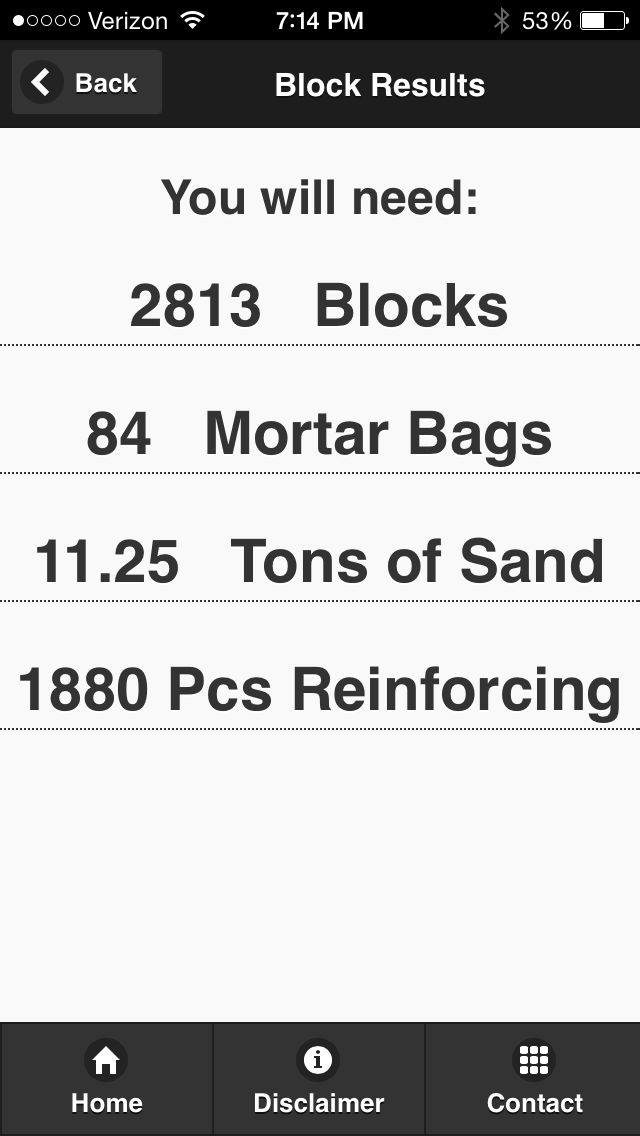 Verizon 7:14 PM 53%
Back Block Results
You will need:
2813 Blocks
84 Mortar Bags
11.25 Tons of Sand
1880 Pcs Reinforcing
Home Disclaimer Contact